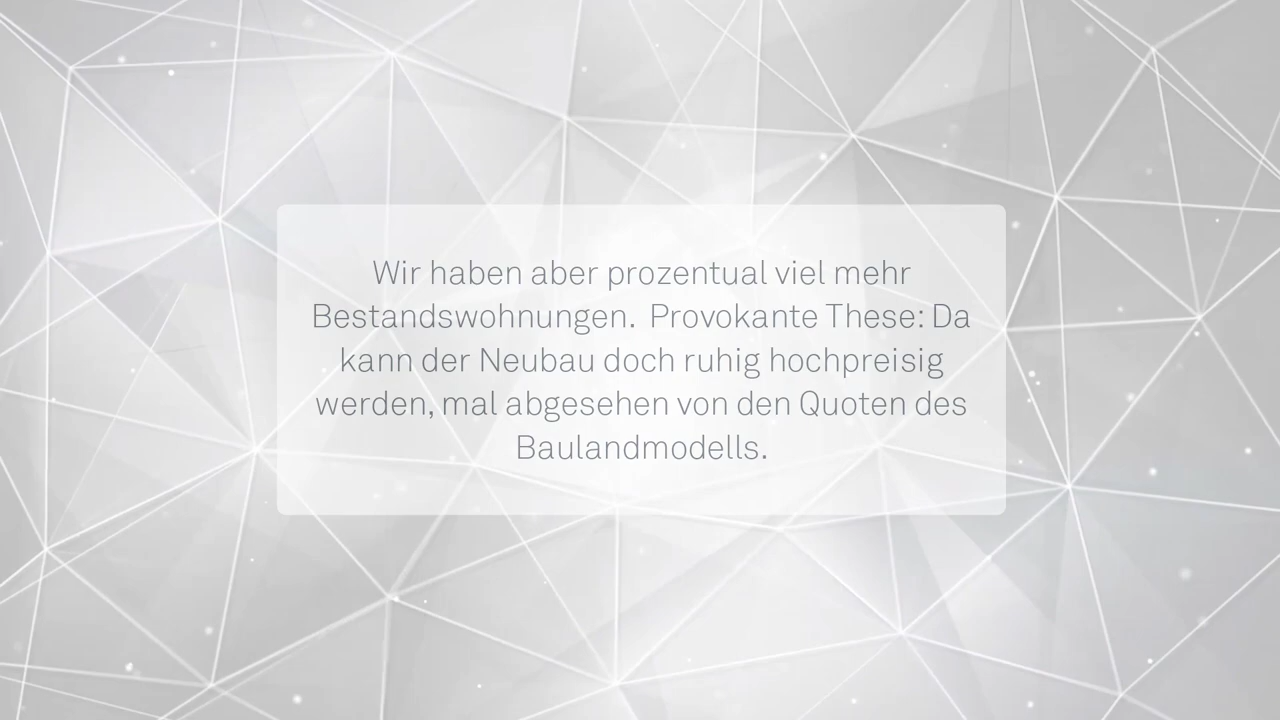 Wir haben aber prozentual viel mehr
Bestandswohnungen.  Provokante These: Da
kann der Neubau doch ruhig hochpreisig
werden, mal abgesehen von den Quoten des
Baulandmodells.